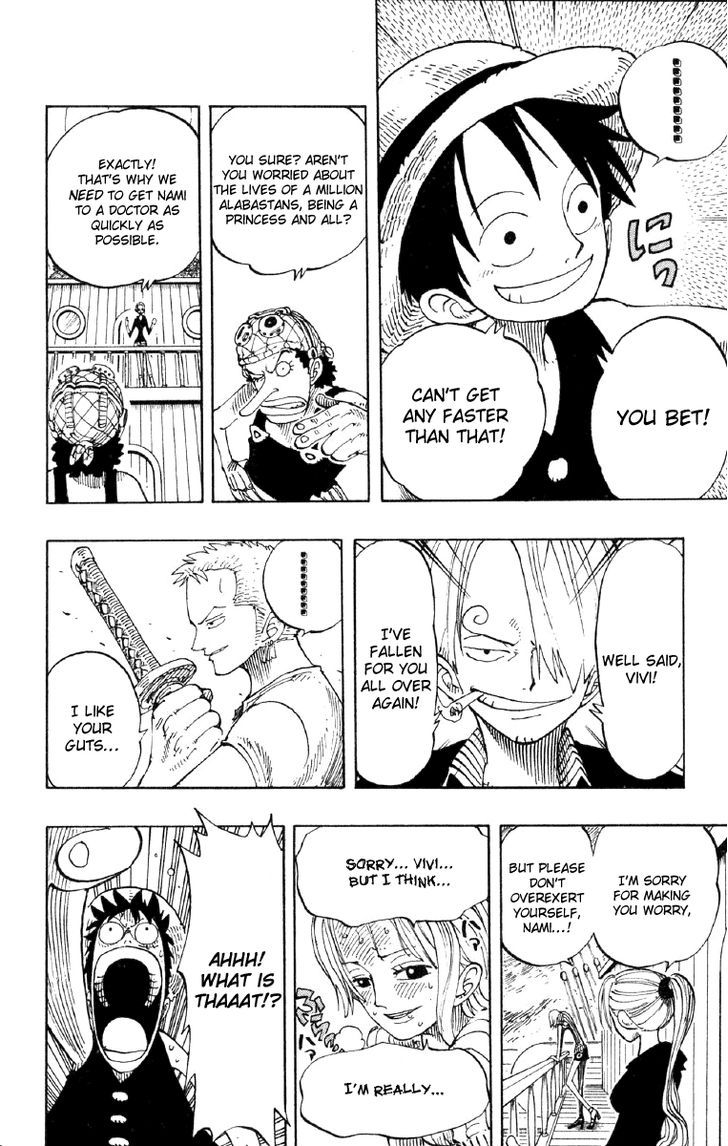 YOU BET!
CAN'T GET
ANY FASTER
THAN THAT!
にっ
YOU SURE? AREN'T
YOU WORRIED ABOUT
THE LIVES OF A MILLION
ALABASTANS, BEING A
PRINCESS AND ALL?
EXACTLY!
THAT'S WHY WE
NEED TO GET NAMI
TO A DOCTOR AS
QUICKLY AS
POSSIBLE.
WELL SAID,
VIVI!
I'VE
FALLEN
FOR YOU
ALL OVER
AGAIN!
I LIKE
YOUR
GUTS...
I'M SORRY
FOR MAKING
YOU WORRY,
BUT PLEASE
DON'T
OVEREXERT
YOURSELF,
NAMI...!
SORRY... VIVI...
BUT I THINK...
I'M REALLY...
AHHH!
WHAT IS
THAAAT!?